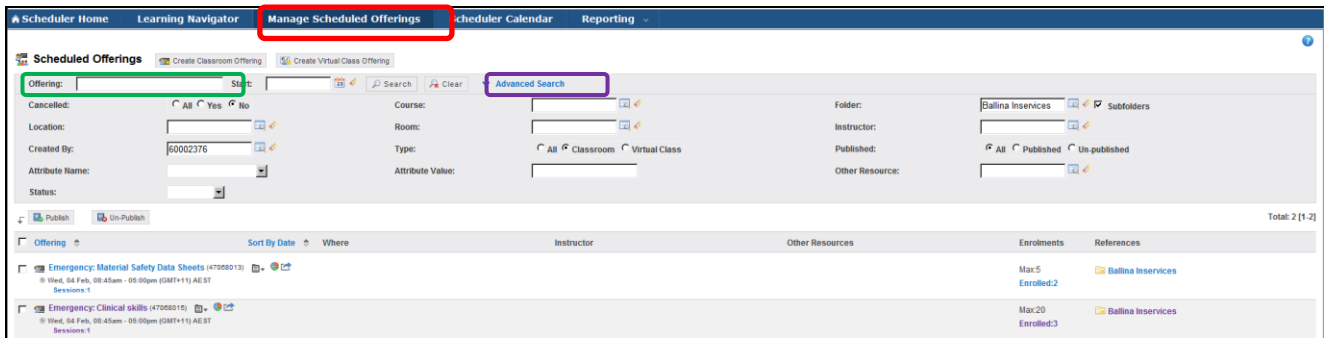 Scheduler Home Learning Navigator Manage Scheduled Offerings Scheduler Calendar Reporting
Scheduled Offerings Create Classroom Offering Create Virtual Class Offering
Offering: Start: Search Clear Advanced Search
Cancelled: All Yes No Course: Folder: Ballina Inservices Subfolders
Location: Room: Instructor:
Created By: 60002376 Type: All Classroom Virtual Class Published: All Published Un-published
Attribute Name: Attribute Value: Other Resource:
Status:
Publish Un-Publish Total: 2 [1-2]
Offering Sort By Date Where Instructor Other Resources Enrolments References
Emergency: Material Safety Data Sheets (47068013) Max:5 Ballina Inservices
Wed, 04 Feb, 08:45am - 05:00pm (GMT+11) AEST Enrolled:2
Sessions:1
Emergency: Clinical skills (47068016) Max:20 Ballina Inservices
Wed, 04 Feb, 08:45am - 05:00pm (GMT+11) AEST Enrolled:3
Sessions:1